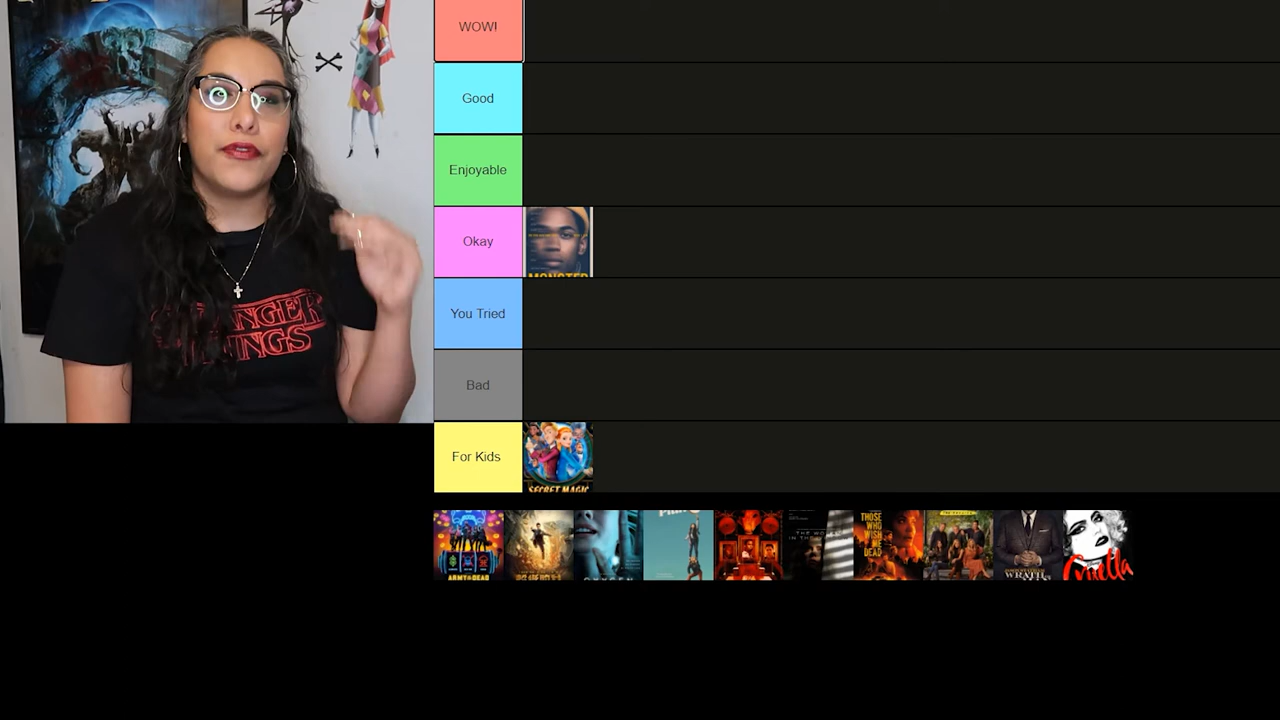 WOW!
Good
Enjoyable
Okay
MONSTER
You Tried
Bad
For Kids
SECRET MAGIC
STRANGER
THINGS
ARMY OF THE DEAD
OXYGEN
THOSE
WHO
WISH
ME
DEAD
WRATH
Cruella